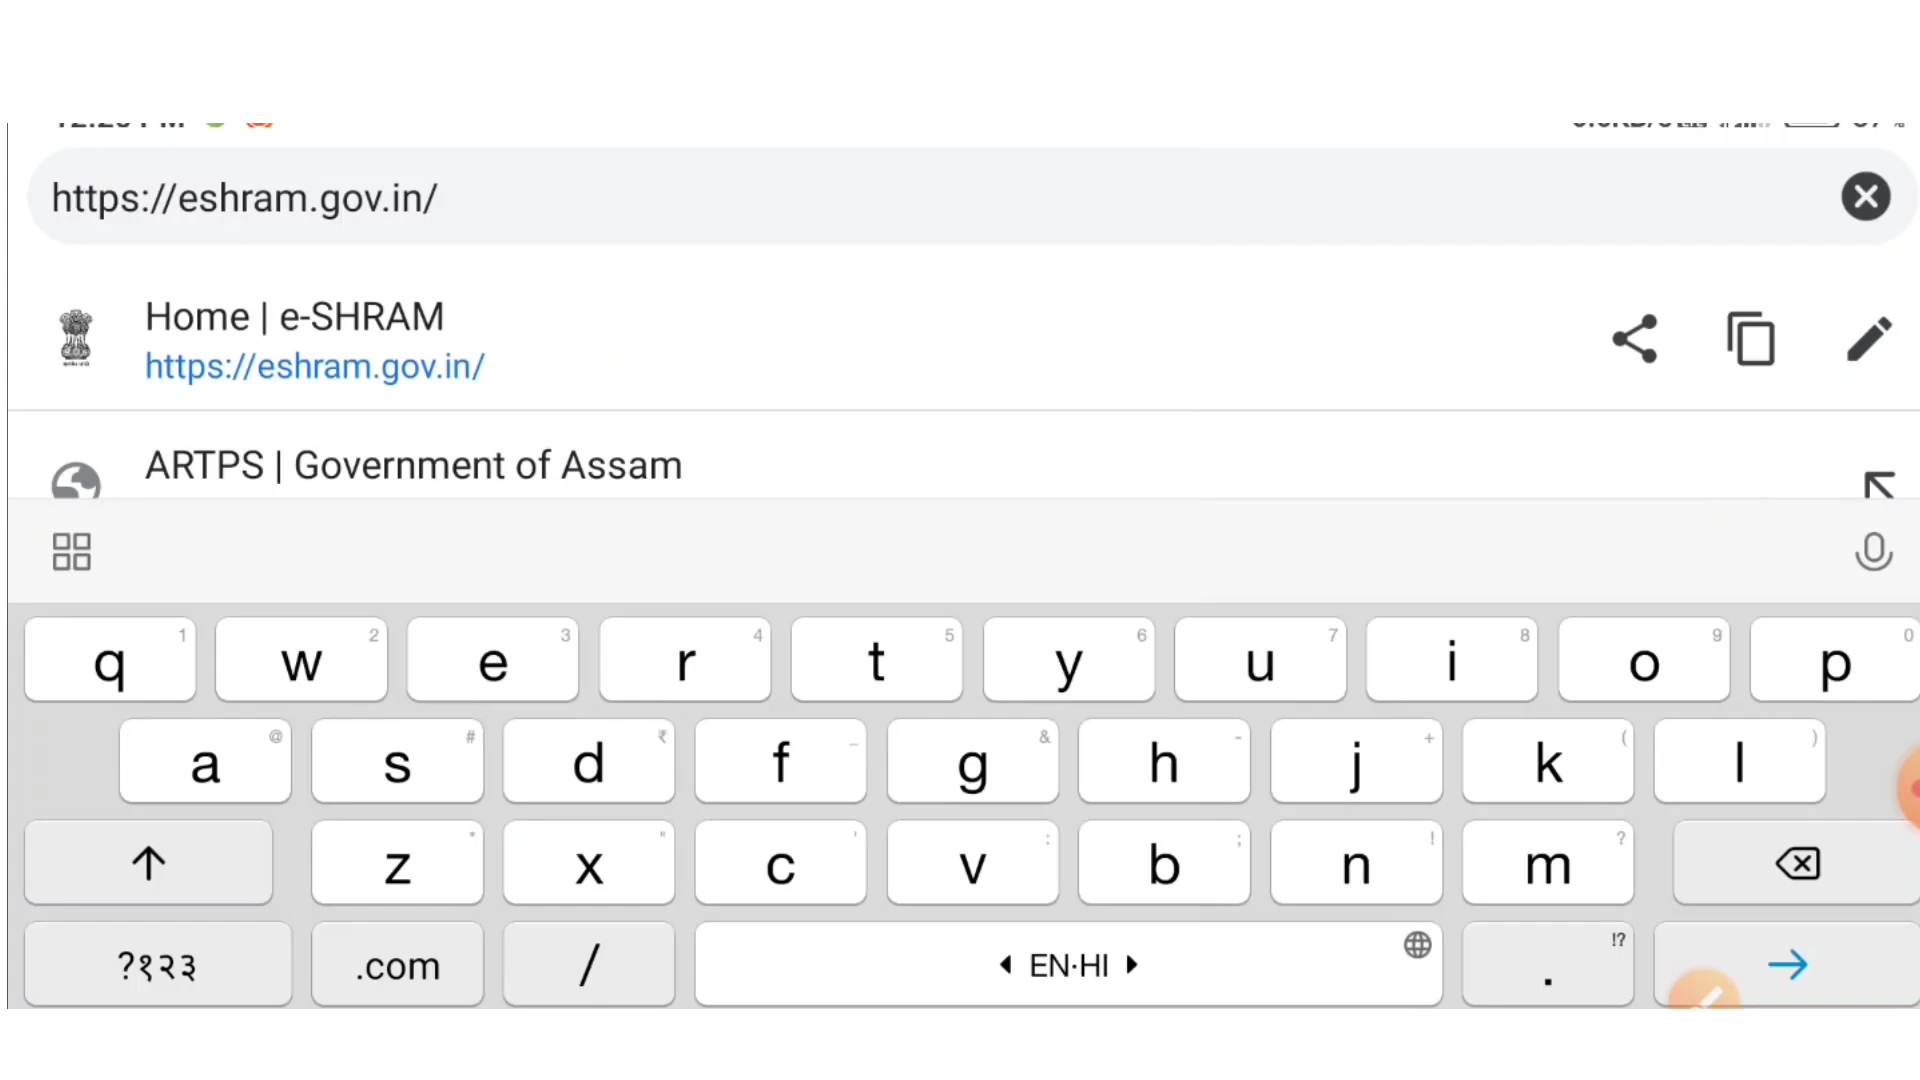 https://eshram.gov.in/
Home | e-SHRAM
https://eshram.gov.in/
ARTPS | Government of Assam
q 1 w 2 e 3 r 4 t 5 y 6 u 7 i 8 o 9 p 0
a @ s # d ₹ f _ g & h - j + k ( l )
z * x " c ' v : b ; n ! m ?
?१२३ .com / EN·HI . !?